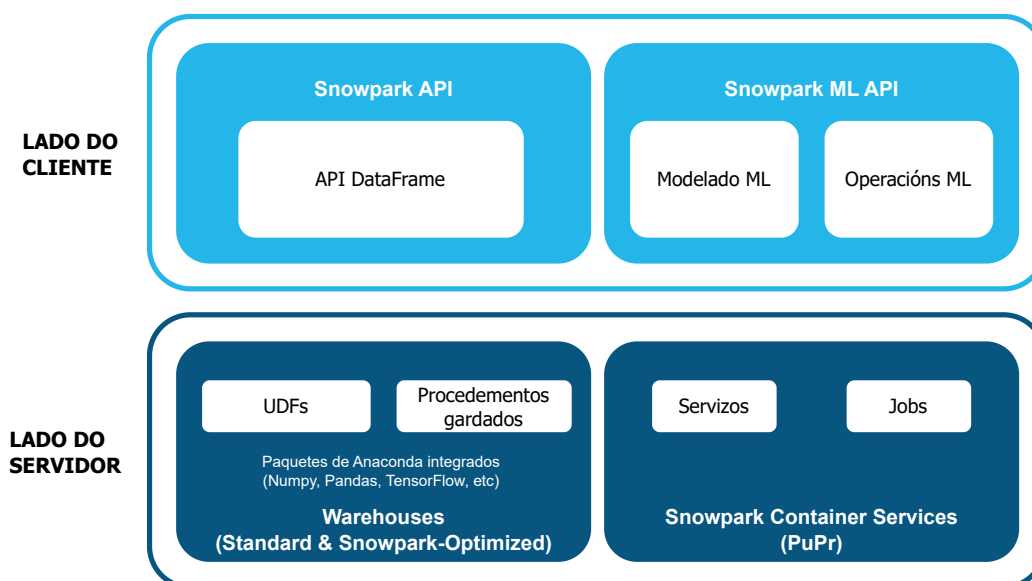 Snowpark API
Snowpark ML API
LADO DO
CLIENTE
API DataFrame
Modelado ML
Operacións ML
UDFs
Procedementos
gardados
Servizos
Jobs
LADO DO
SERVIDOR
Paquetes de Anaconda integrados
(Numpy, Pandas, TensorFlow, etc)
Warehouses
(Standard & Snowpark-Optimized)
Snowpark Container Services
(PuPr)